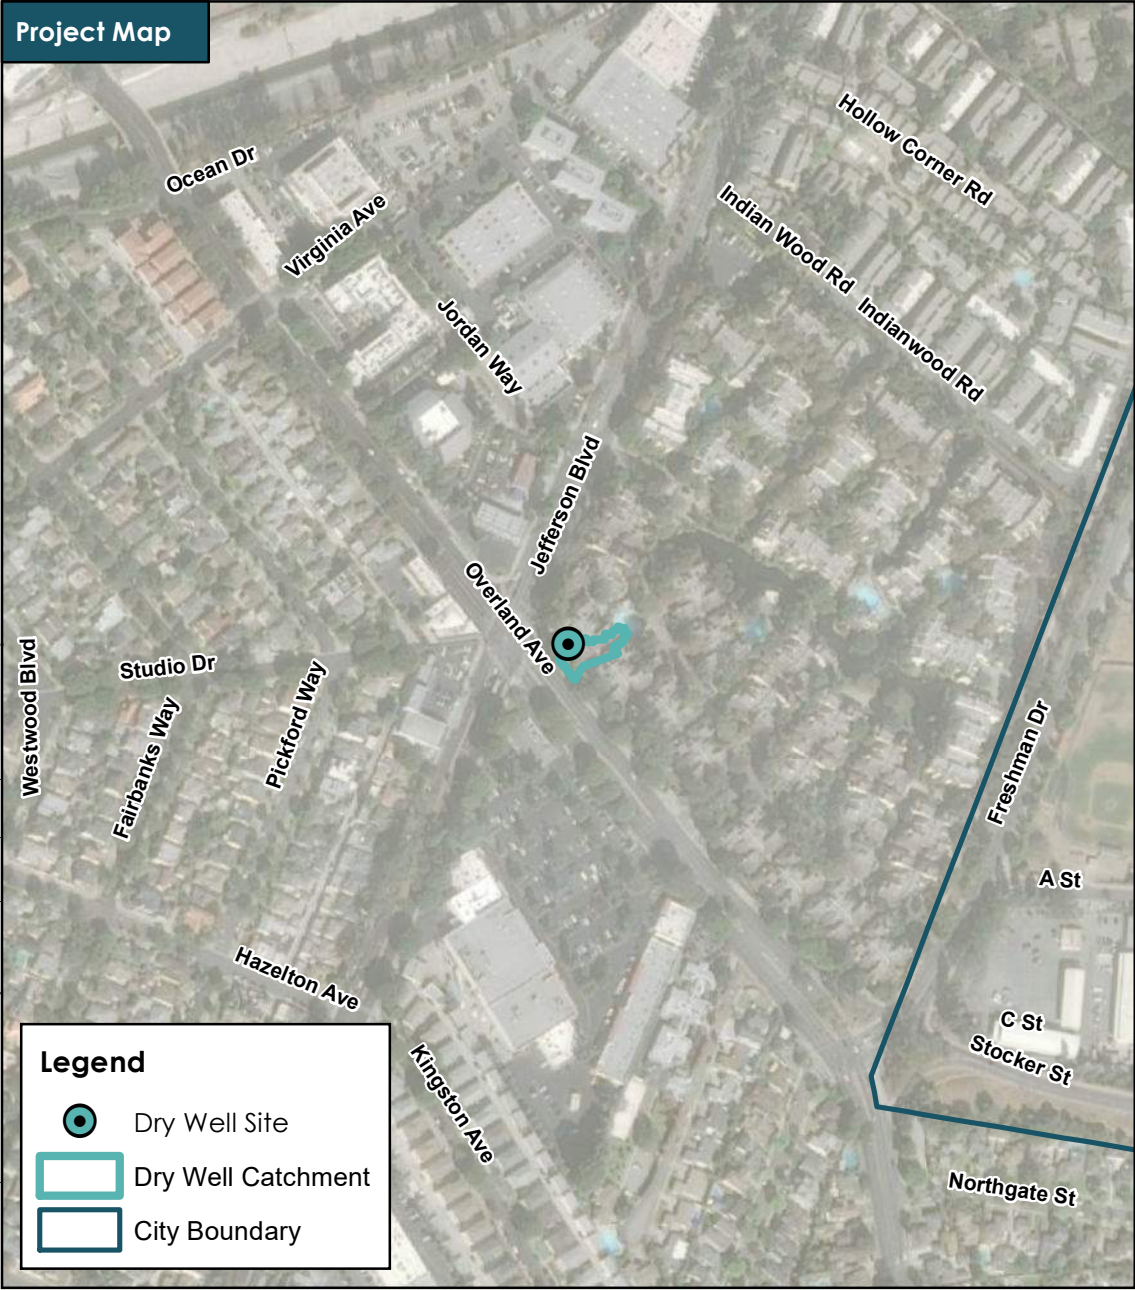 Project Map
Hollow Corner Rd
Ocean Dr
Virginia Ave
Indian Wood Rd
Jordan Way
Indianwood Rd
Jefferson Blvd
Overland Ave
Westwood Blvd
Studio Dr
Pickford Way
Fairbanks Way
Freshman Dr
A St
Hazelton Ave
C St
Stocker St
Kingston Ave
Northgate St
Legend
Dry Well Site
Dry Well Catchment
City Boundary